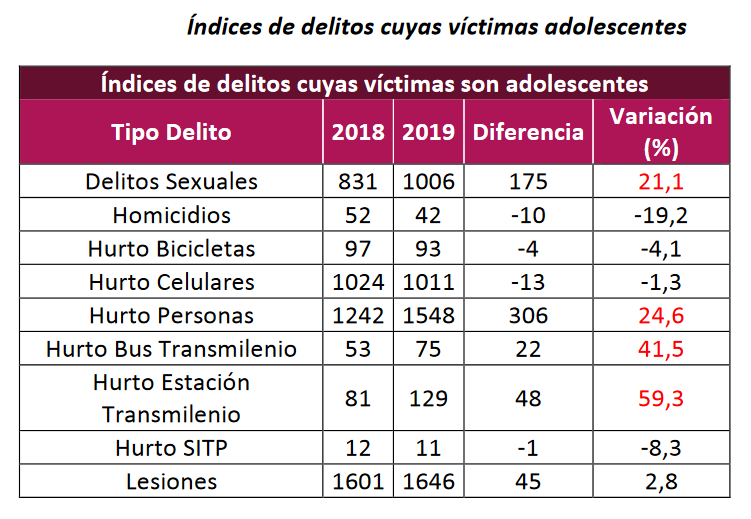 Índices de delitos cuyas víctimas adolescentes
Índices de delitos cuyas víctimas son adolescentes
Tipo Delito 2018 2019 Diferencia Variación (%)
Delitos Sexuales 831 1006 175 21,1
Homicidios 52 42 -10 -19,2
Hurto Bicicletas 97 93 -4 -4,1
Hurto Celulares 1024 1011 -13 -1,3
Hurto Personas 1242 1548 306 24,6
Hurto Bus Transmilenio 53 75 22 41,5
Hurto Estación Transmilenio 81 129 48 59,3
Hurto SITP 12 11 -1 -8,3
Lesiones 1601 1646 45 2,8